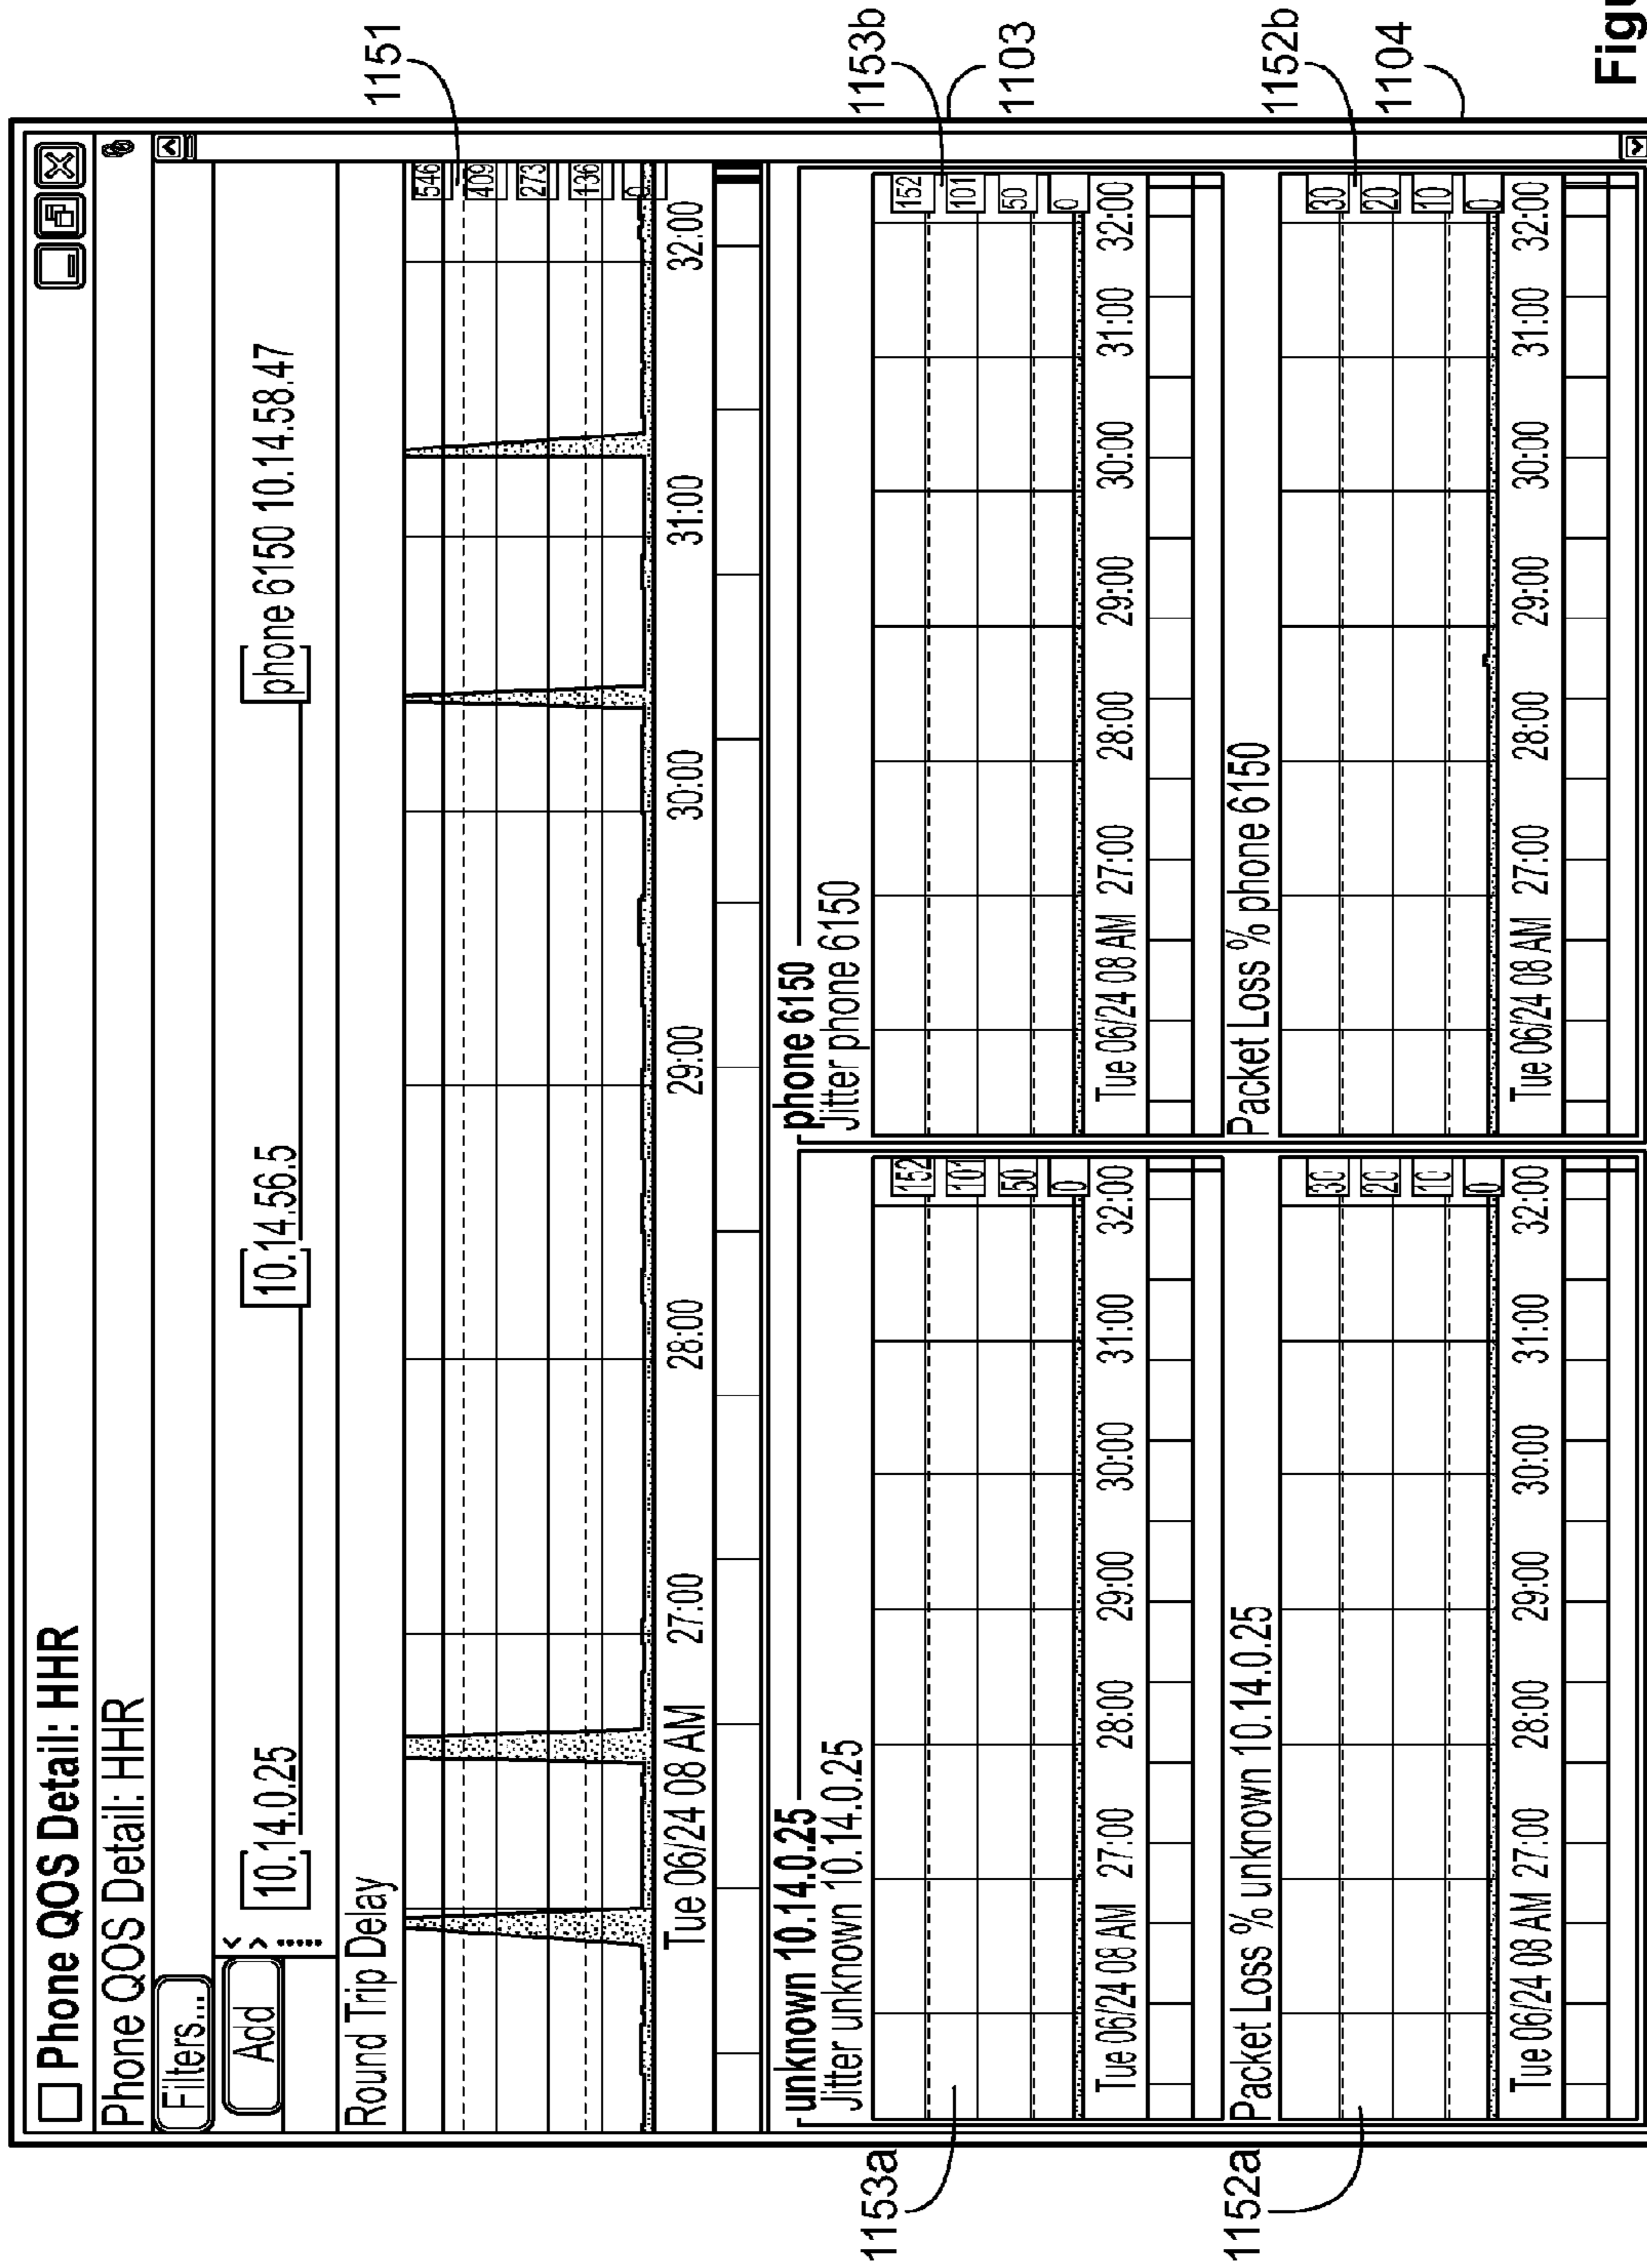 Phone QOS Detail: HHR
Phone QOS Detail: HHR
Filters...
Add
10.14.0.25
10.14.56.5
phone 6150 10.14.58.47
Round Trip Delay
546
409
273
136
0
Tue 06/24 08 AM 27:00 28:00 29:00 30:00 31:00 32:00
1151
unknown 10.14.0.25
Jitter unknown 10.14.0.25
152
101
50
0
Tue 06/24 08 AM 27:00 28:00 29:00 30:00 31:00 32:00
1153a
phone 6150
Jitter phone 6150
152
101
50
0
Tue 06/24 08 AM 27:00 28:00 29:00 30:00 31:00 32:00
1153b
1103
Packet Loss % unknown 10.14.0.25
30
20
10
0
Tue 06/24 08 AM 27:00 28:00 29:00 30:00 31:00 32:00
1152a
Packet Loss % phone 6150
30
20
10
0
Tue 06/24 08 AM 27:00 28:00 29:00 30:00 31:00 32:00
1152b
1104